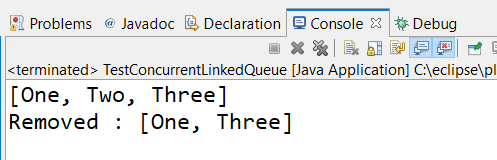 Problems @ Javadoc Declaration Console Debug
<terminated> TestConcurrentLinkedQueue [Java Application] C:\eclipse\pl
[One, Two, Three]
Removed : [One, Three]